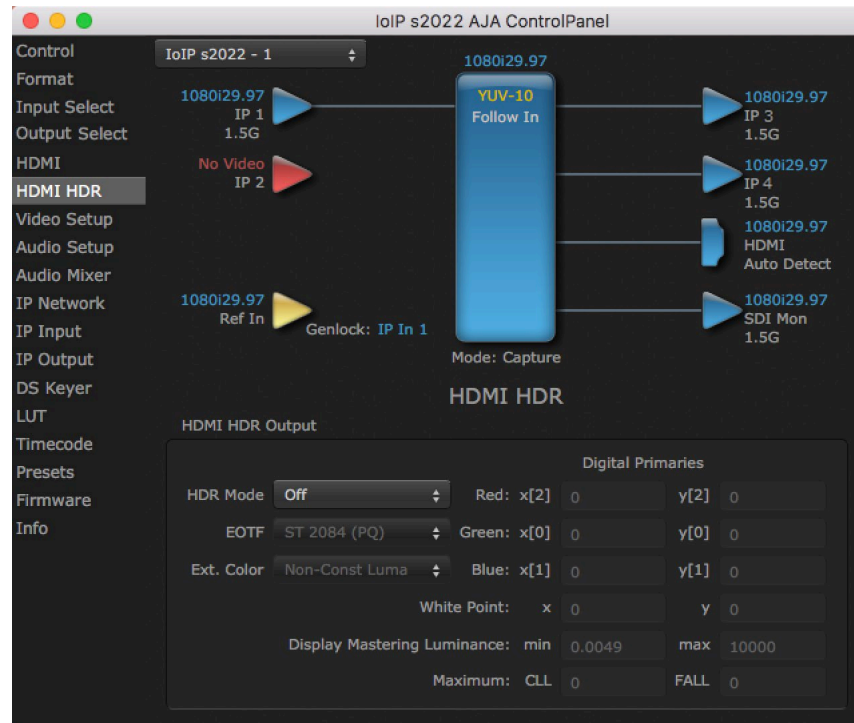 IoIP s2022 AJA ControlPanel
Control
Format
Input Select
Output Select
HDMI
HDMI HDR
Video Setup
Audio Setup
Audio Mixer
IP Network
IP Input
IP Output
DS Keyer
LUT
Timecode
Presets
Firmware
Info
IoIP s2022 - 1
1080i29.97
IP 1
1.5G
No Video
IP 2
1080i29.97
Ref In
Genlock: IP In 1
1080i29.97
YUV-10
Follow In
Mode: Capture
1080i29.97
IP 3
1.5G
1080i29.97
IP 4
1.5G
1080i29.97
HDMI
Auto Detect
1080i29.97
SDI Mon
1.5G
HDMI HDR
HDMI HDR Output
Digital Primaries
HDR Mode Off Red: x[2] 0 y[2] 0
EOTF ST 2084 (PQ) Green: x[0] 0 y[0] 0
Ext. Color Non-Const Luma Blue: x[1] 0 y[1] 0
White Point: x 0 y 0
Display Mastering Luminance: min 0.0049 max 10000
Maximum: CLL 0 FALL 0